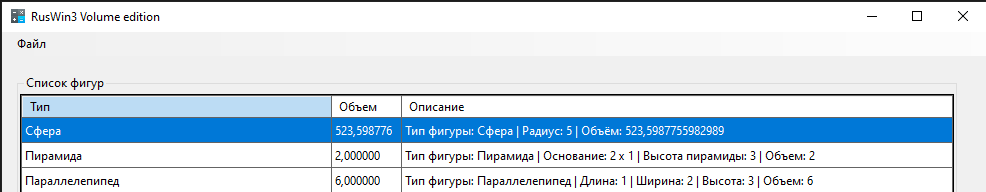 RusWin3 Volume edition
Файл
Список фигур
Тип Объем Описание
Сфера 523,598776 Тип фигуры: Сфера | Радиус: 5 | Объём: 523,5987755982989
Пирамида 2,000000 Тип фигуры: Пирамида | Основание: 2 x 1 | Высота пирамиды: 3 | Объем: 2
Параллелепипед 6,000000 Тип фигуры: Параллелепипед | Длина: 1 | Ширина: 2 | Высота: 3 | Объем: 6